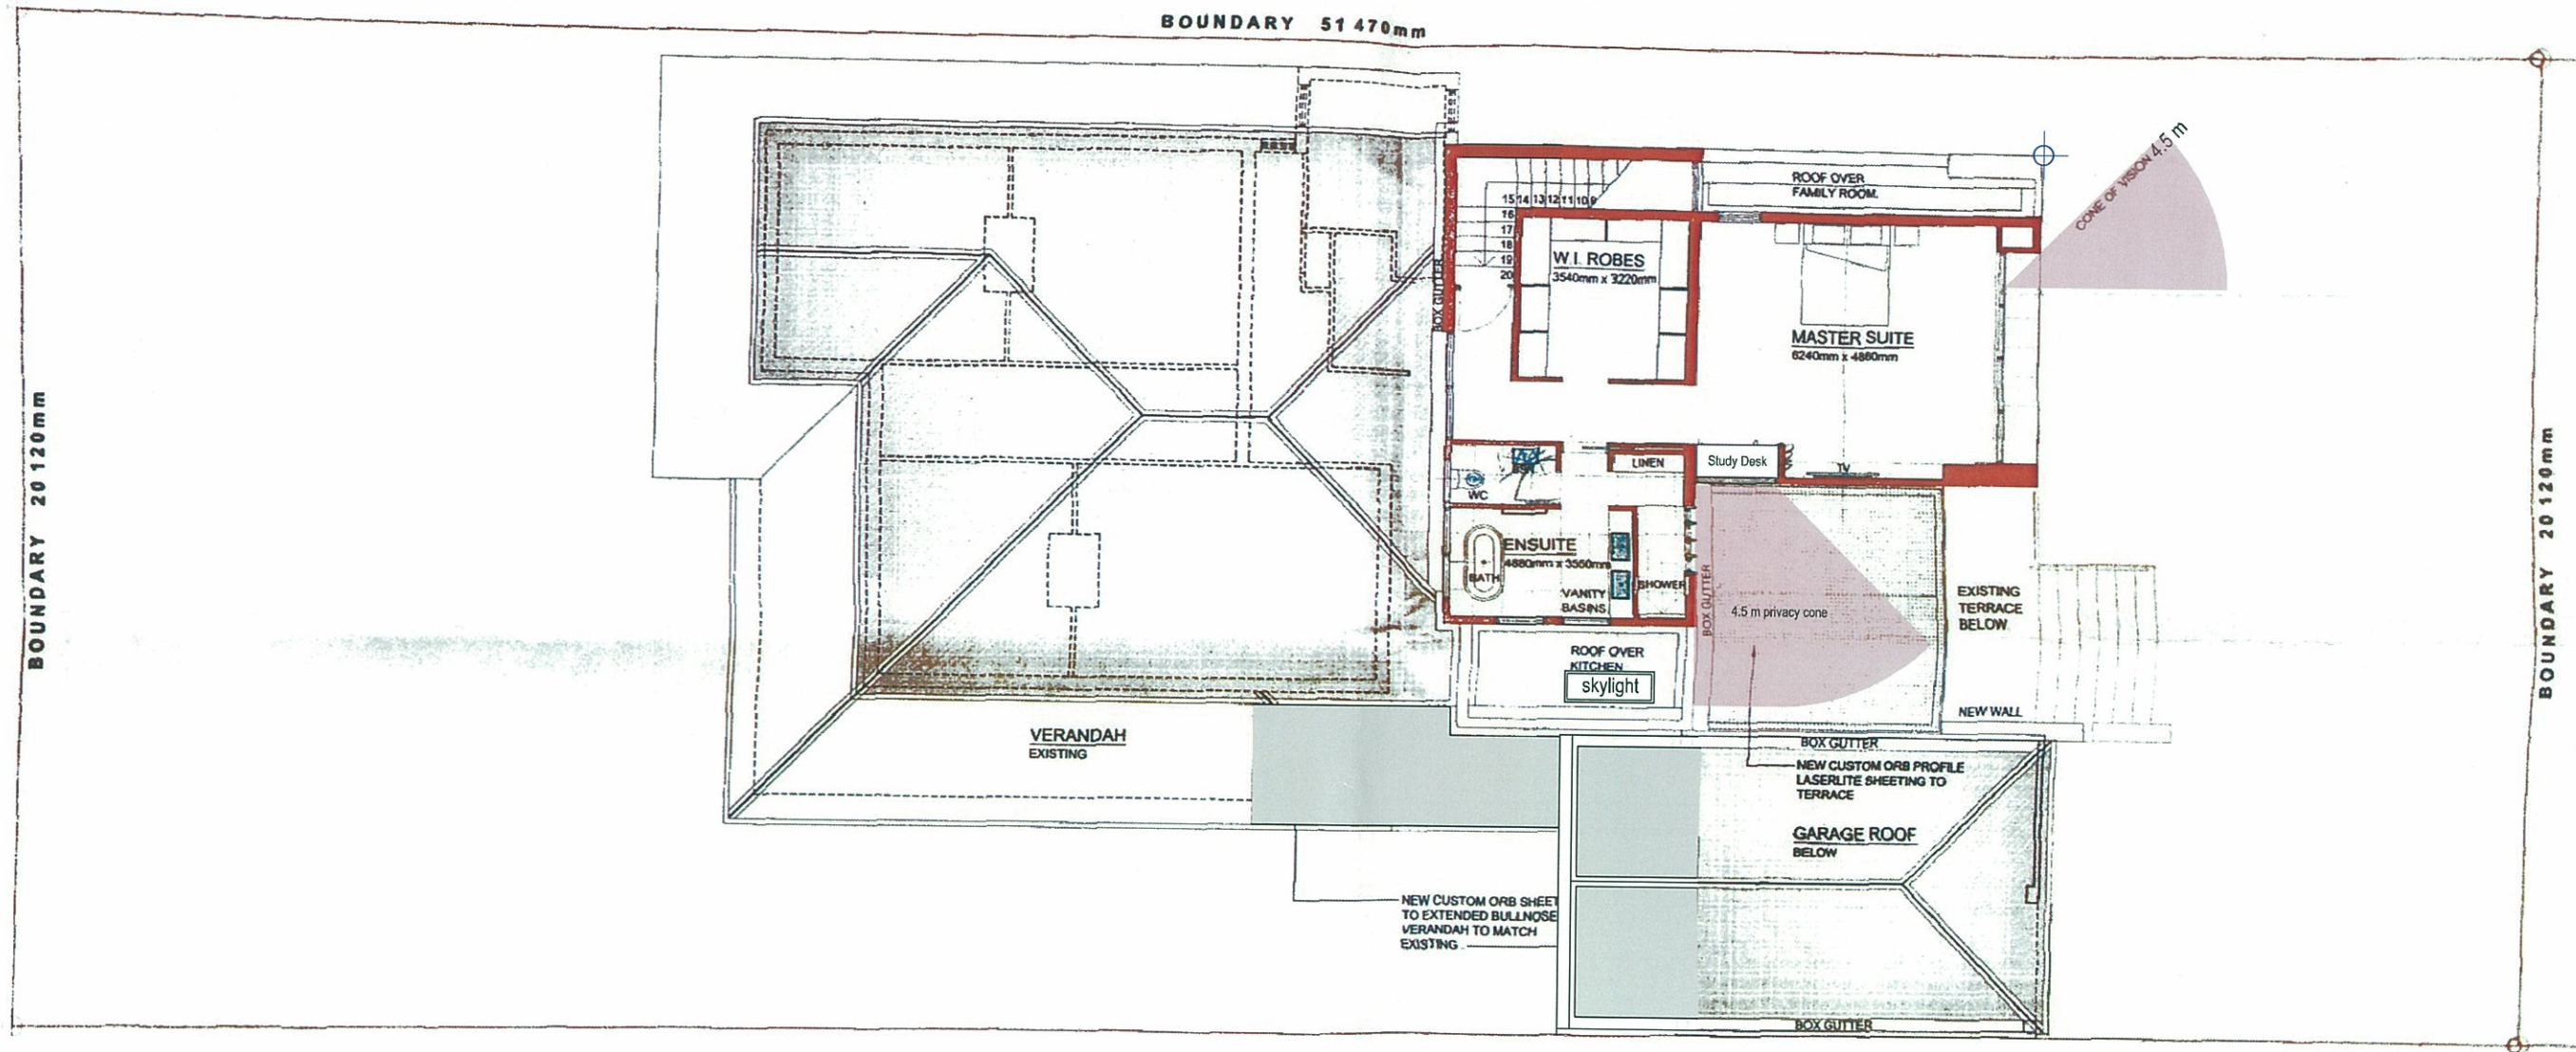 BOUNDARY 51 470mm
BOUNDARY 20 120mm
BOUNDARY 20 120mm
CONE OF VISION 4.5 m
ROOF OVER
FAMILY ROOM.
15 14 13 12 11 10 9
16
17
18
19
20
BOX GUTTER
W.I. ROBES
3540mm x 3220mm
MASTER SUITE
6240mm x 4860mm
Study Desk
TV
LINEN
WC
ENSUITE
4880mm x 3550mm
BATH
SHOWER
VANITY
BASINS
BOX GUTTER
4.5 m privacy cone
EXISTING
TERRACE
BELOW
ROOF OVER
KITCHEN
skylight
NEW WALL
VERANDAH
EXISTING
BOX GUTTER
NEW CUSTOM ORB PROFILE
LASERLITE SHEETING TO
TERRACE
GARAGE ROOF
BELOW
NEW CUSTOM ORB SHEET
TO EXTENDED BULLNOSE
VERANDAH TO MATCH
EXISTING
BOX GUTTER